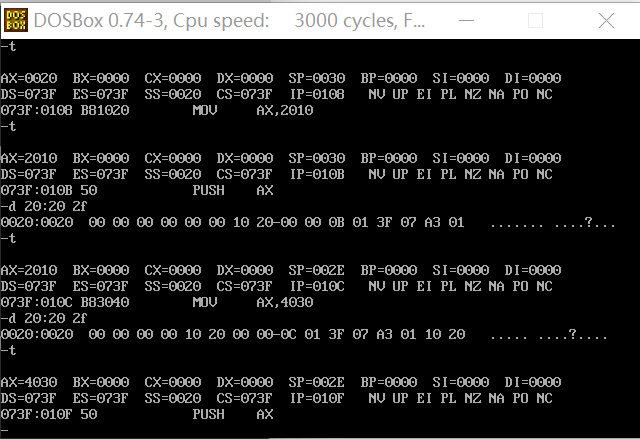 DOS
BOX
DOSBox 0.74-3, Cpu speed:    3000 cycles, F...
-t

AX=0020  BX=0000  CX=0000  DX=0000  SP=0030  BP=0000  SI=0000  DI=0000
DS=073F  ES=073F  SS=0020  CS=073F  IP=0108   NV UP EI PL NZ NA PO NC
073F:0108 B81020        MOV     AX,2010
-t

AX=2010  BX=0000  CX=0000  DX=0000  SP=0030  BP=0000  SI=0000  DI=0000
DS=073F  ES=073F  SS=0020  CS=073F  IP=010B   NV UP EI PL NZ NA PO NC
073F:010B 50            PUSH    AX
-d 20:20 2f
0020:0020  00 00 00 00 00 00 10 20-00 00 0B 01 3F 07 A3 01   ....... ....?...
-t

AX=2010  BX=0000  CX=0000  DX=0000  SP=002E  BP=0000  SI=0000  DI=0000
DS=073F  ES=073F  SS=0020  CS=073F  IP=010C   NV UP EI PL NZ NA PO NC
073F:010C B83040        MOV     AX,4030
-d 20:20 2f
0020:0020  00 00 00 00 10 20 00 00-0C 01 3F 07 A3 01 10 20   ..... ....?....
-t

AX=4030  BX=0000  CX=0000  DX=0000  SP=002E  BP=0000  SI=0000  DI=0000
DS=073F  ES=073F  SS=0020  CS=073F  IP=010F   NV UP EI PL NZ NA PO NC
073F:010F 50            PUSH    AX
-